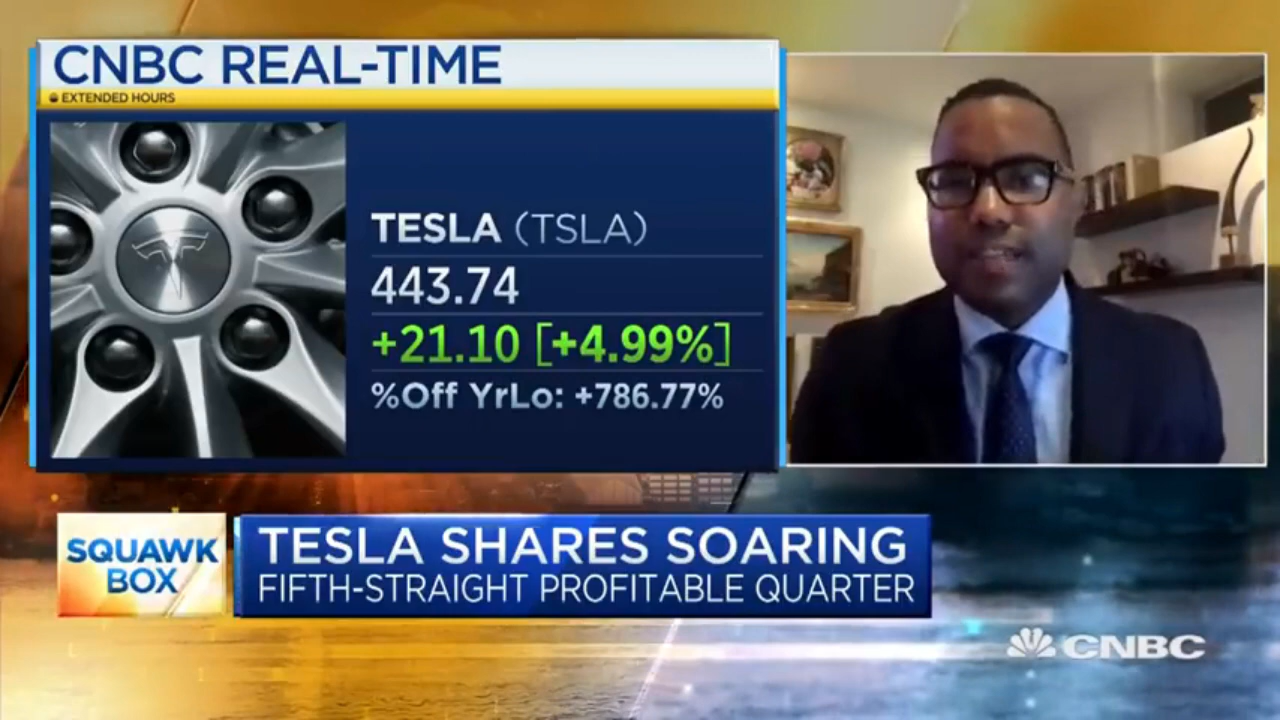 CNBC REAL-TIME
EXTENDED HOURS
TESLA (TSLA)
443.74
+21.10 [+4.99%]
%Off YrLo: +786.77%
SQUAWK
BOX
TESLA SHARES SOARING
FIFTH-STRAIGHT PROFITABLE QUARTER
CNBC